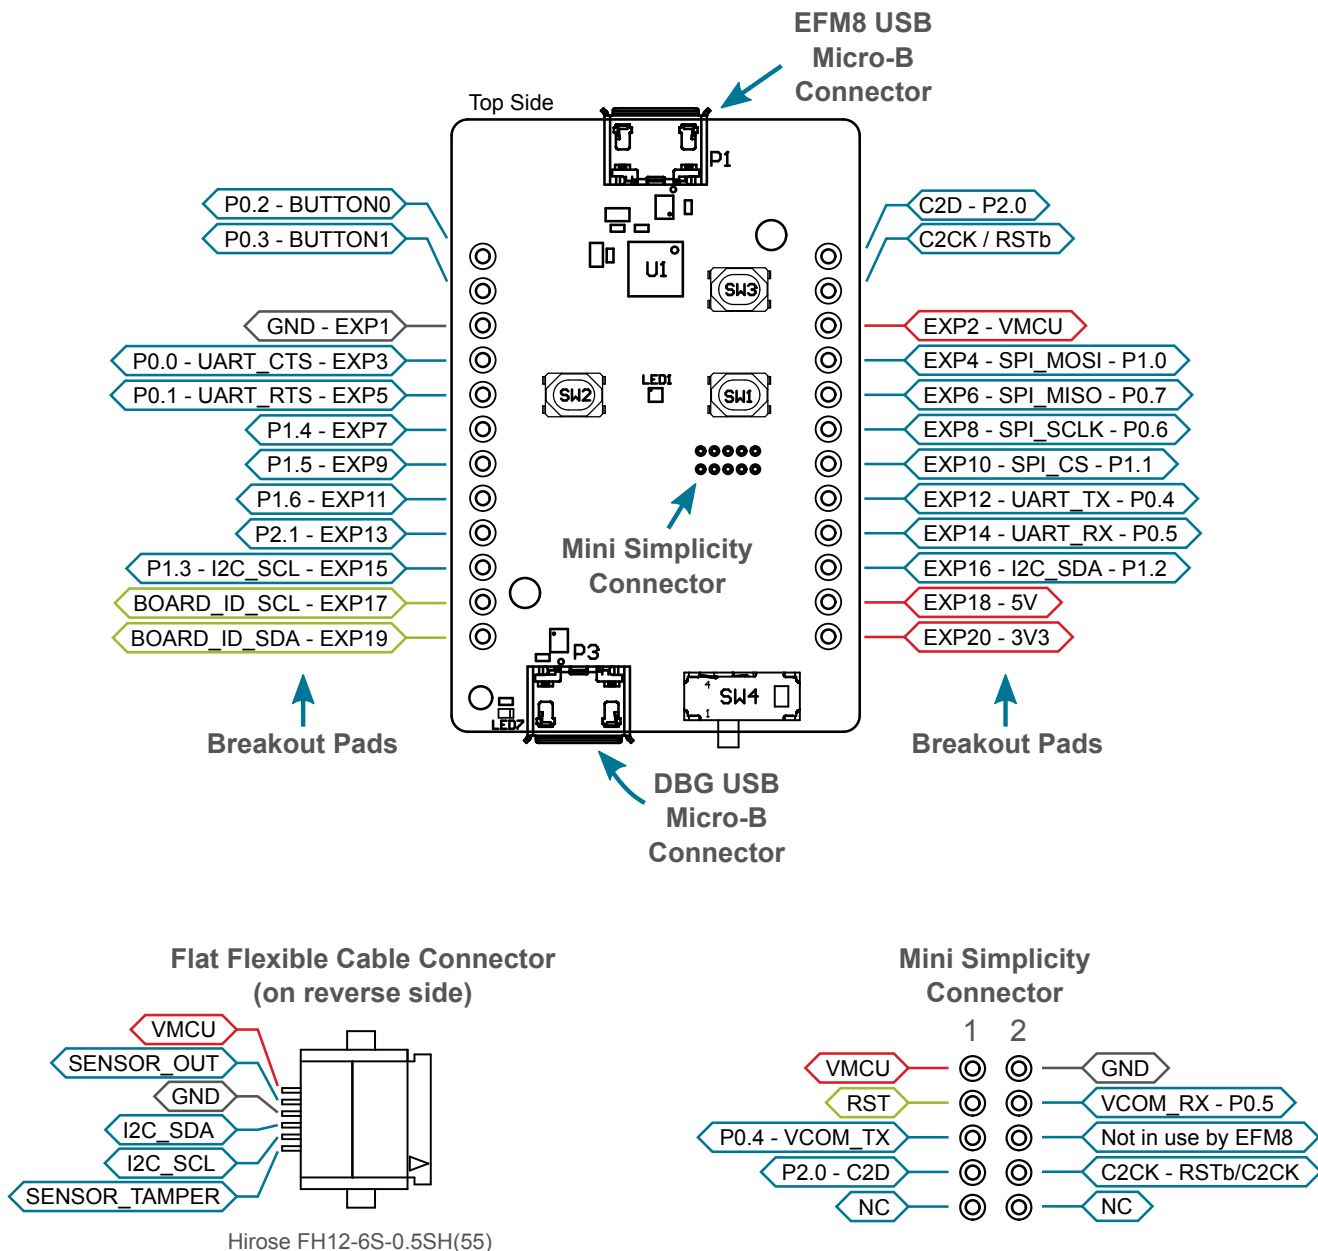 EFM8 USB
Micro-B
Connector
Top Side
P1
P0.2 - BUTTON0
P0.3 - BUTTON1
GND - EXP1
P0.0 - UART_CTS - EXP3
P0.1 - UART_RTS - EXP5
P1.4 - EXP7
P1.5 - EXP9
P1.6 - EXP11
P2.1 - EXP13
P1.3 - I2C_SCL - EXP15
BOARD_ID_SCL - EXP17
BOARD_ID_SDA - EXP19
Breakout Pads
U1
SW3
SW2
LED1
SW1
Mini Simplicity
Connector
P3
4
1
SW4
LED7
DBG USB
Micro-B
Connector
C2D - P2.0
C2CK / RSTb
EXP2 - VMCU
EXP4 - SPI_MOSI - P1.0
EXP6 - SPI_MISO - P0.7
EXP8 - SPI_SCLK - P0.6
EXP10 - SPI_CS - P1.1
EXP12 - UART_TX - P0.4
EXP14 - UART_RX - P0.5
EXP16 - I2C_SDA - P1.2
EXP18 - 5V
EXP20 - 3V3
Breakout Pads
Flat Flexible Cable Connector
(on reverse side)
VMCU
SENSOR_OUT
GND
I2C_SDA
I2C_SCL
SENSOR_TAMPER
Hirose FH12-6S-0.5SH(55)
Mini Simplicity
Connector
1 2
VMCU GND
RST VCOM_RX - P0.5
P0.4 - VCOM_TX Not in use by EFM8
P2.0 - C2D C2CK - RSTb/C2CK
NC NC